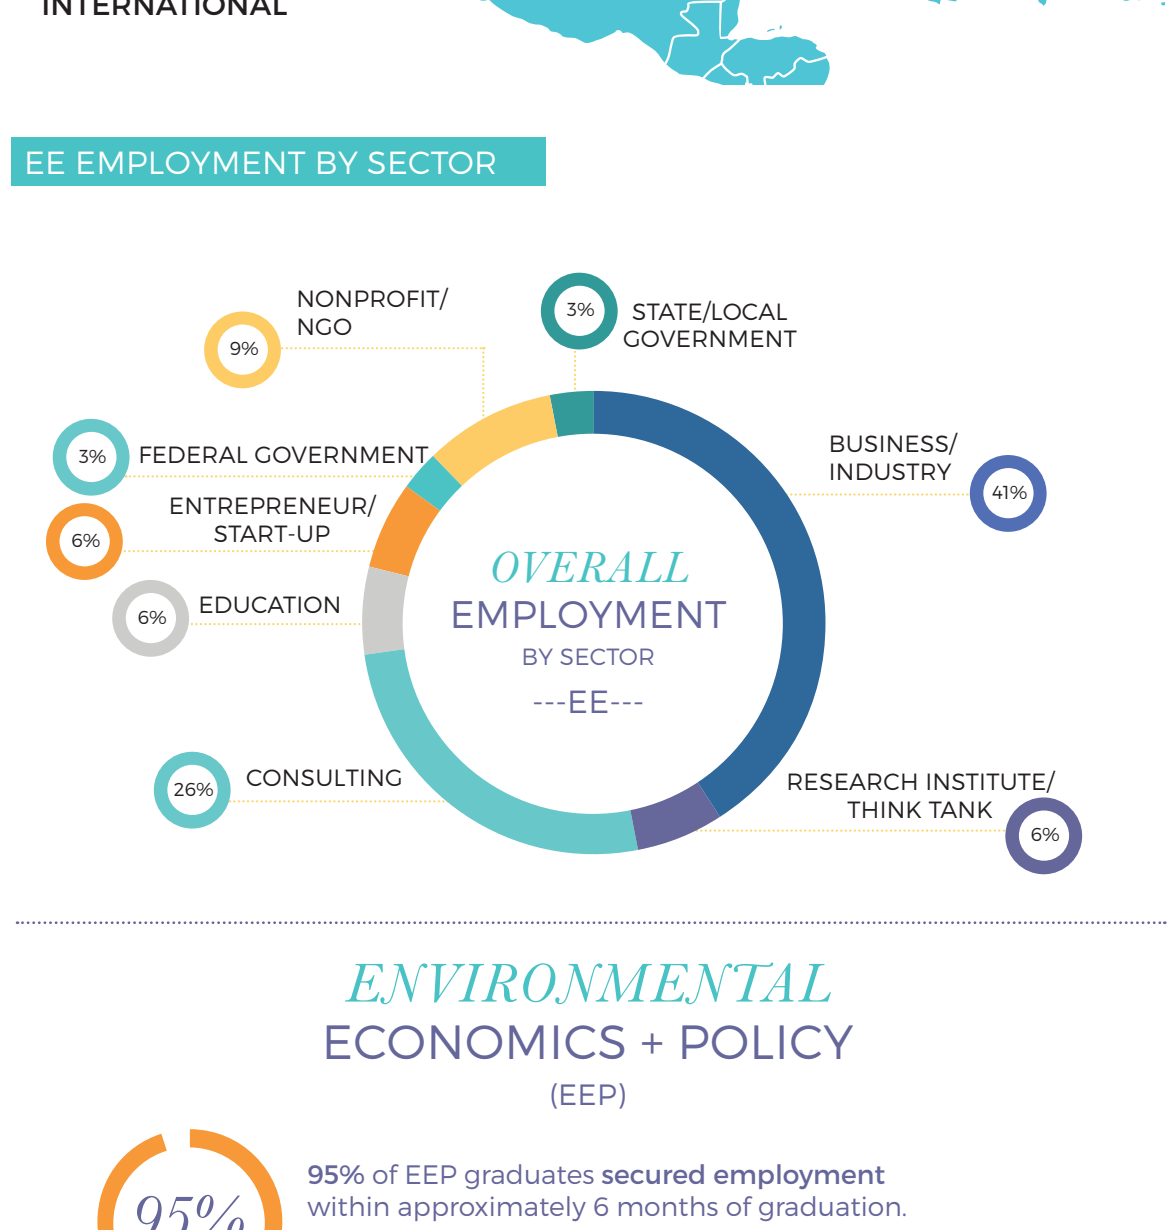 INTERNATIONAL
EE EMPLOYMENT BY SECTOR
NONPROFIT/
NGO
9%
3%
STATE/LOCAL
GOVERNMENT
3%
FEDERAL GOVERNMENT
BUSINESS/
INDUSTRY
41%
ENTREPRENEUR/
START-UP
6%
6%
EDUCATION
OVERALL
EMPLOYMENT
BY SECTOR
---EE---
26%
CONSULTING
RESEARCH INSTITUTE/
THINK TANK
6%
ENVIRONMENTAL
ECONOMICS + POLICY
(EEP)
95%
95% of EEP graduates secured employment
within approximately 6 months of graduation.